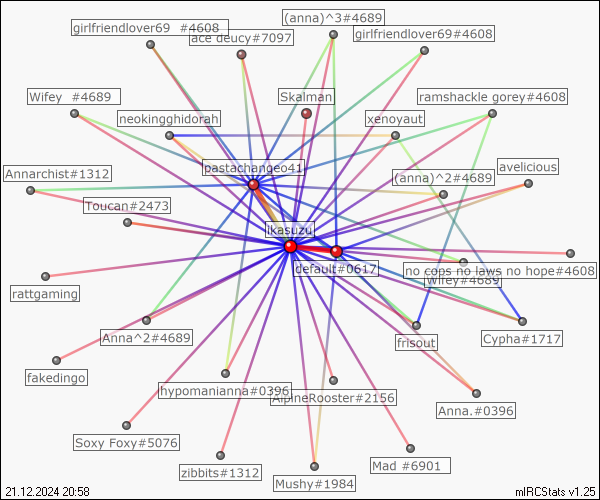 girlfriendlover69  #4608
ace deucy#7097
(anna)^3#4689
girlfriendlover69#4608
Wifey  #4689
neokingghidorah
Skalman
xenoyaut
ramshackle gorey#4608
Annarchist#1312
pastachangeo41
(anna)^2#4689
avelicious
Toucan#2473
ikasuzu
default#0617
no cops no laws no hope#4608
Wifey#4689
rattgaming
Anna^2#4689
frisout
Cypha#1717
fakedingo
hypomanianna#0396
AlpineRooster#2156
Anna.#0396
Soxy Foxy#5076
zibbits#1312
Mushy#1984
Mad #6901
21.12.2024 20:58
mIRCStats v1.25